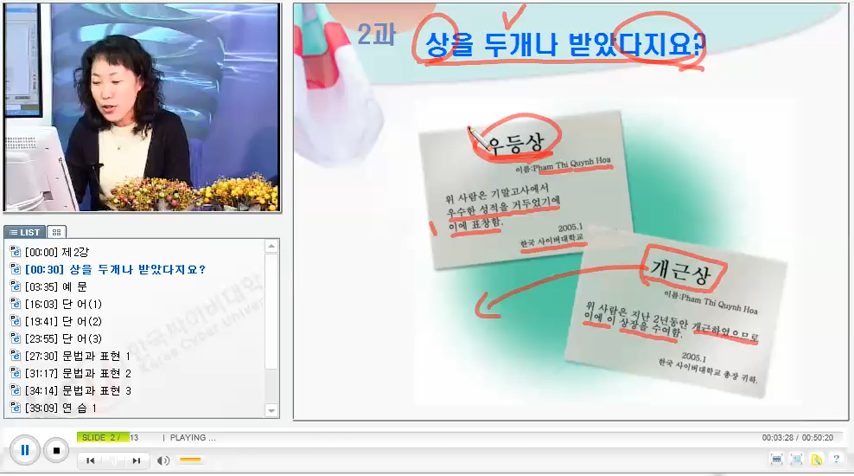 2과
상을 두개나 받았다지요?
우등상
이름:Pham Thi Quynh Hoa
위 사람은 기말고사에서
우수한 성적을 거두었기에
이에 표창함.
2005.1
한국 사이버대학교
개근상
이름:Pham Thi Quynh Hoa
위 사람은 지난 2년동안 개근하였으므로
이에 이 상장을 수여함.
2005.1
한국 사이버대학교 총장 귀하.
LIST
[00:00] 제2강
[00:30] 상을 두개나 받았다지요?
[03:35] 예 문
[16:03] 단 어(1)
[19:41] 단 어(2)
[23:55] 단 어(3)
[27:30] 문법과 표현 1
[31:17] 문법과 표현 2
[34:14] 문법과 표현 3
[39:09] 연 습 1
SLIDE 2 / 13 | PLAYING ...
00:03:28 / 00:50:20